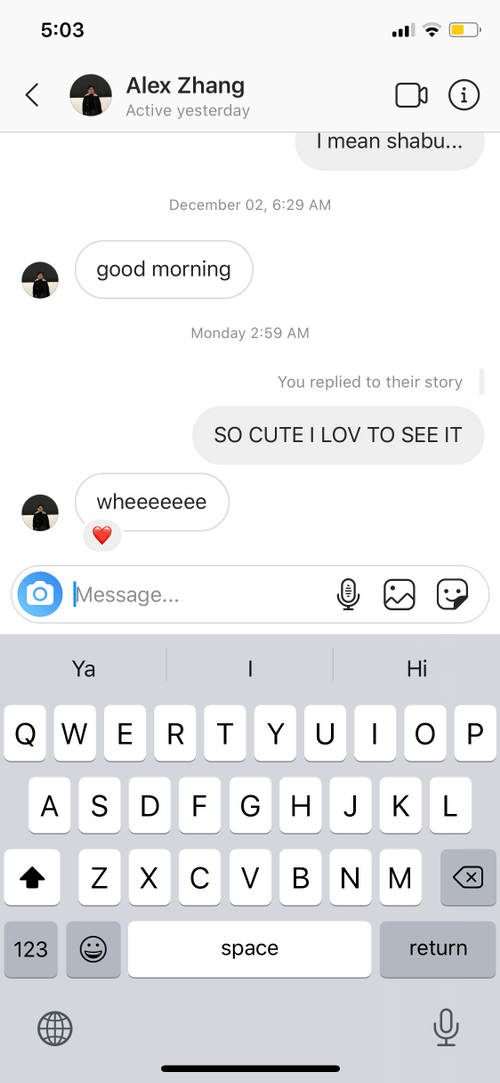 5:03
Alex Zhang
Active yesterday
I mean shabu...
December 02, 6:29 AM
good morning
Monday 2:59 AM
You replied to their story
SO CUTE I LOV TO SEE IT
wheeeeeee
Message...
Ya I Hi
Q W E R T Y U I O P
A S D F G H J K L
Z X C V B N M
123 space return